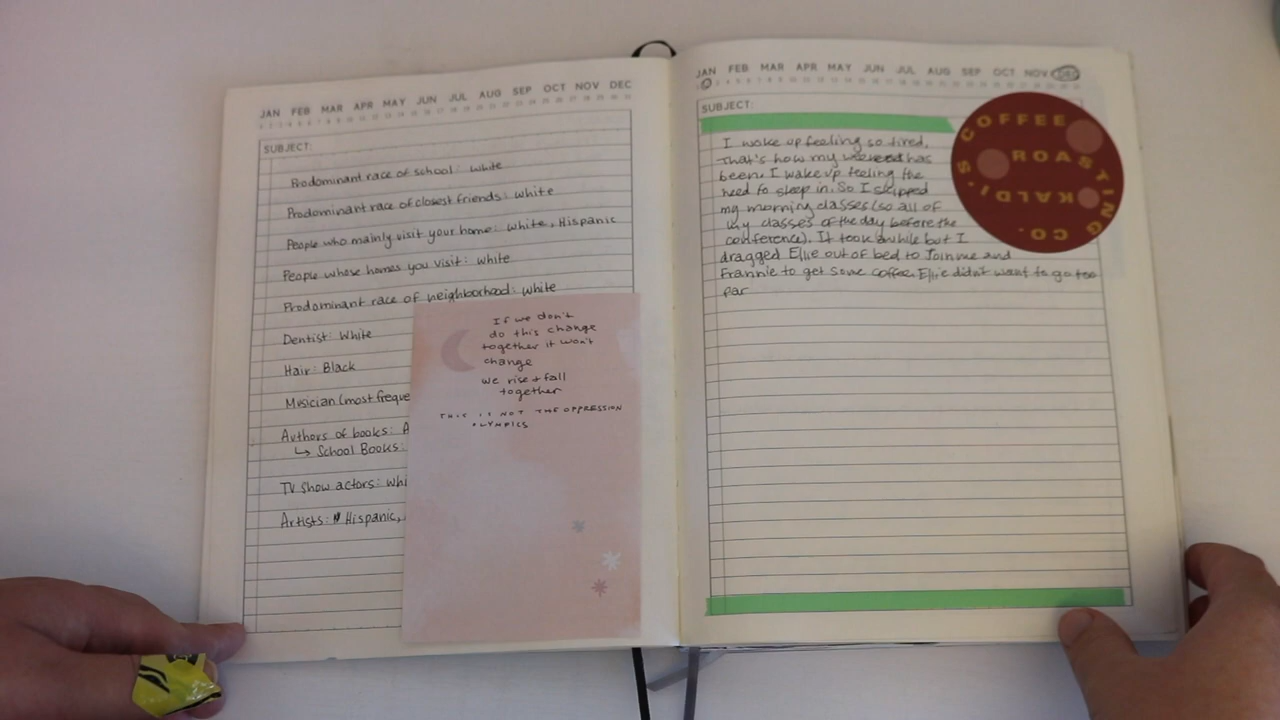 JAN FEB MAR APR MAY JUN JUL AUG SEP OCT NOV DEC
SUBJECT:
Prodominant race of school: white
Prodominant race of closest friends: white
People who mainly visit your home: white, Hispanic
People whose homes you visit: white
Prodominant race of neighborhood: white
Dentist: White
Hair: Black
Musician (most freque
Authors of books: A
↳ School Books:
TV show actors: whi
Artists: Hispanic,
If we don't
do this change
together it won't
change
we rise + fall
together
THIS IS NOT THE OPPRESSION
OLYMPICS
JAN FEB MAR APR MAY JUN JUL AUG SEP OCT NOV DEC
SUBJECT:
I woke up feeling so tired.
That's how my weekend has
been. I wake up feeling the
need to sleep in. So I skipped
my morning classes (so all of
my classes of the day before the
conference). It took awhile but I
dragged Ellie out of bed to Join me and
Frannie to get some coffee. Ellie didn't want to go too
far
COFFEE
ROASTING
KALDI'S
CO.